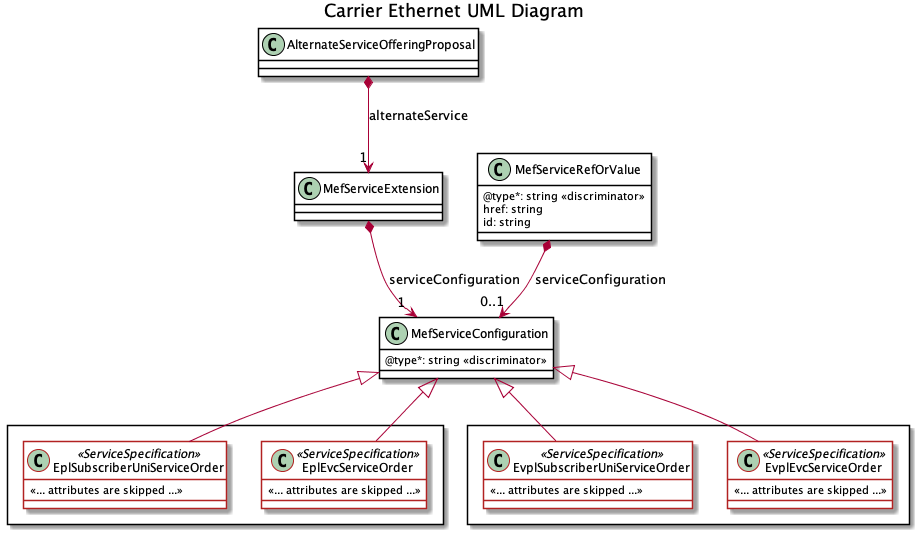 Carrier Ethernet UML Diagram
C AlternateServiceOfferingProposal
alternateService
1
C MefServiceExtension
C MefServiceRefOrValue
@type*: string «discriminator»
href: string
id: string
serviceConfiguration
serviceConfiguration
1
0..1
C MefServiceConfiguration
@type*: string «discriminator»
«ServiceSpecification»
C EplSubscriberUniServiceOrder
«... attributes are skipped ...»
«ServiceSpecification»
C EplEvcServiceOrder
«... attributes are skipped ...»
«ServiceSpecification»
C EvplSubscriberUniServiceOrder
«... attributes are skipped ...»
«ServiceSpecification»
C EvplEvcServiceOrder
«... attributes are skipped ...»